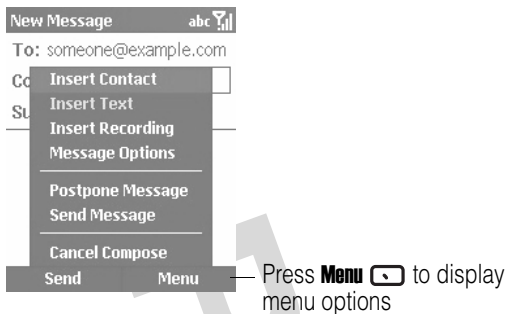 New Message abc
To: someone@example.com
Co
Insert Contact
Su
Insert Text
Insert Recording
Message Options
Postpone Message
Send Message
Cancel Compose
Send Menu
Press Menu to display
menu options